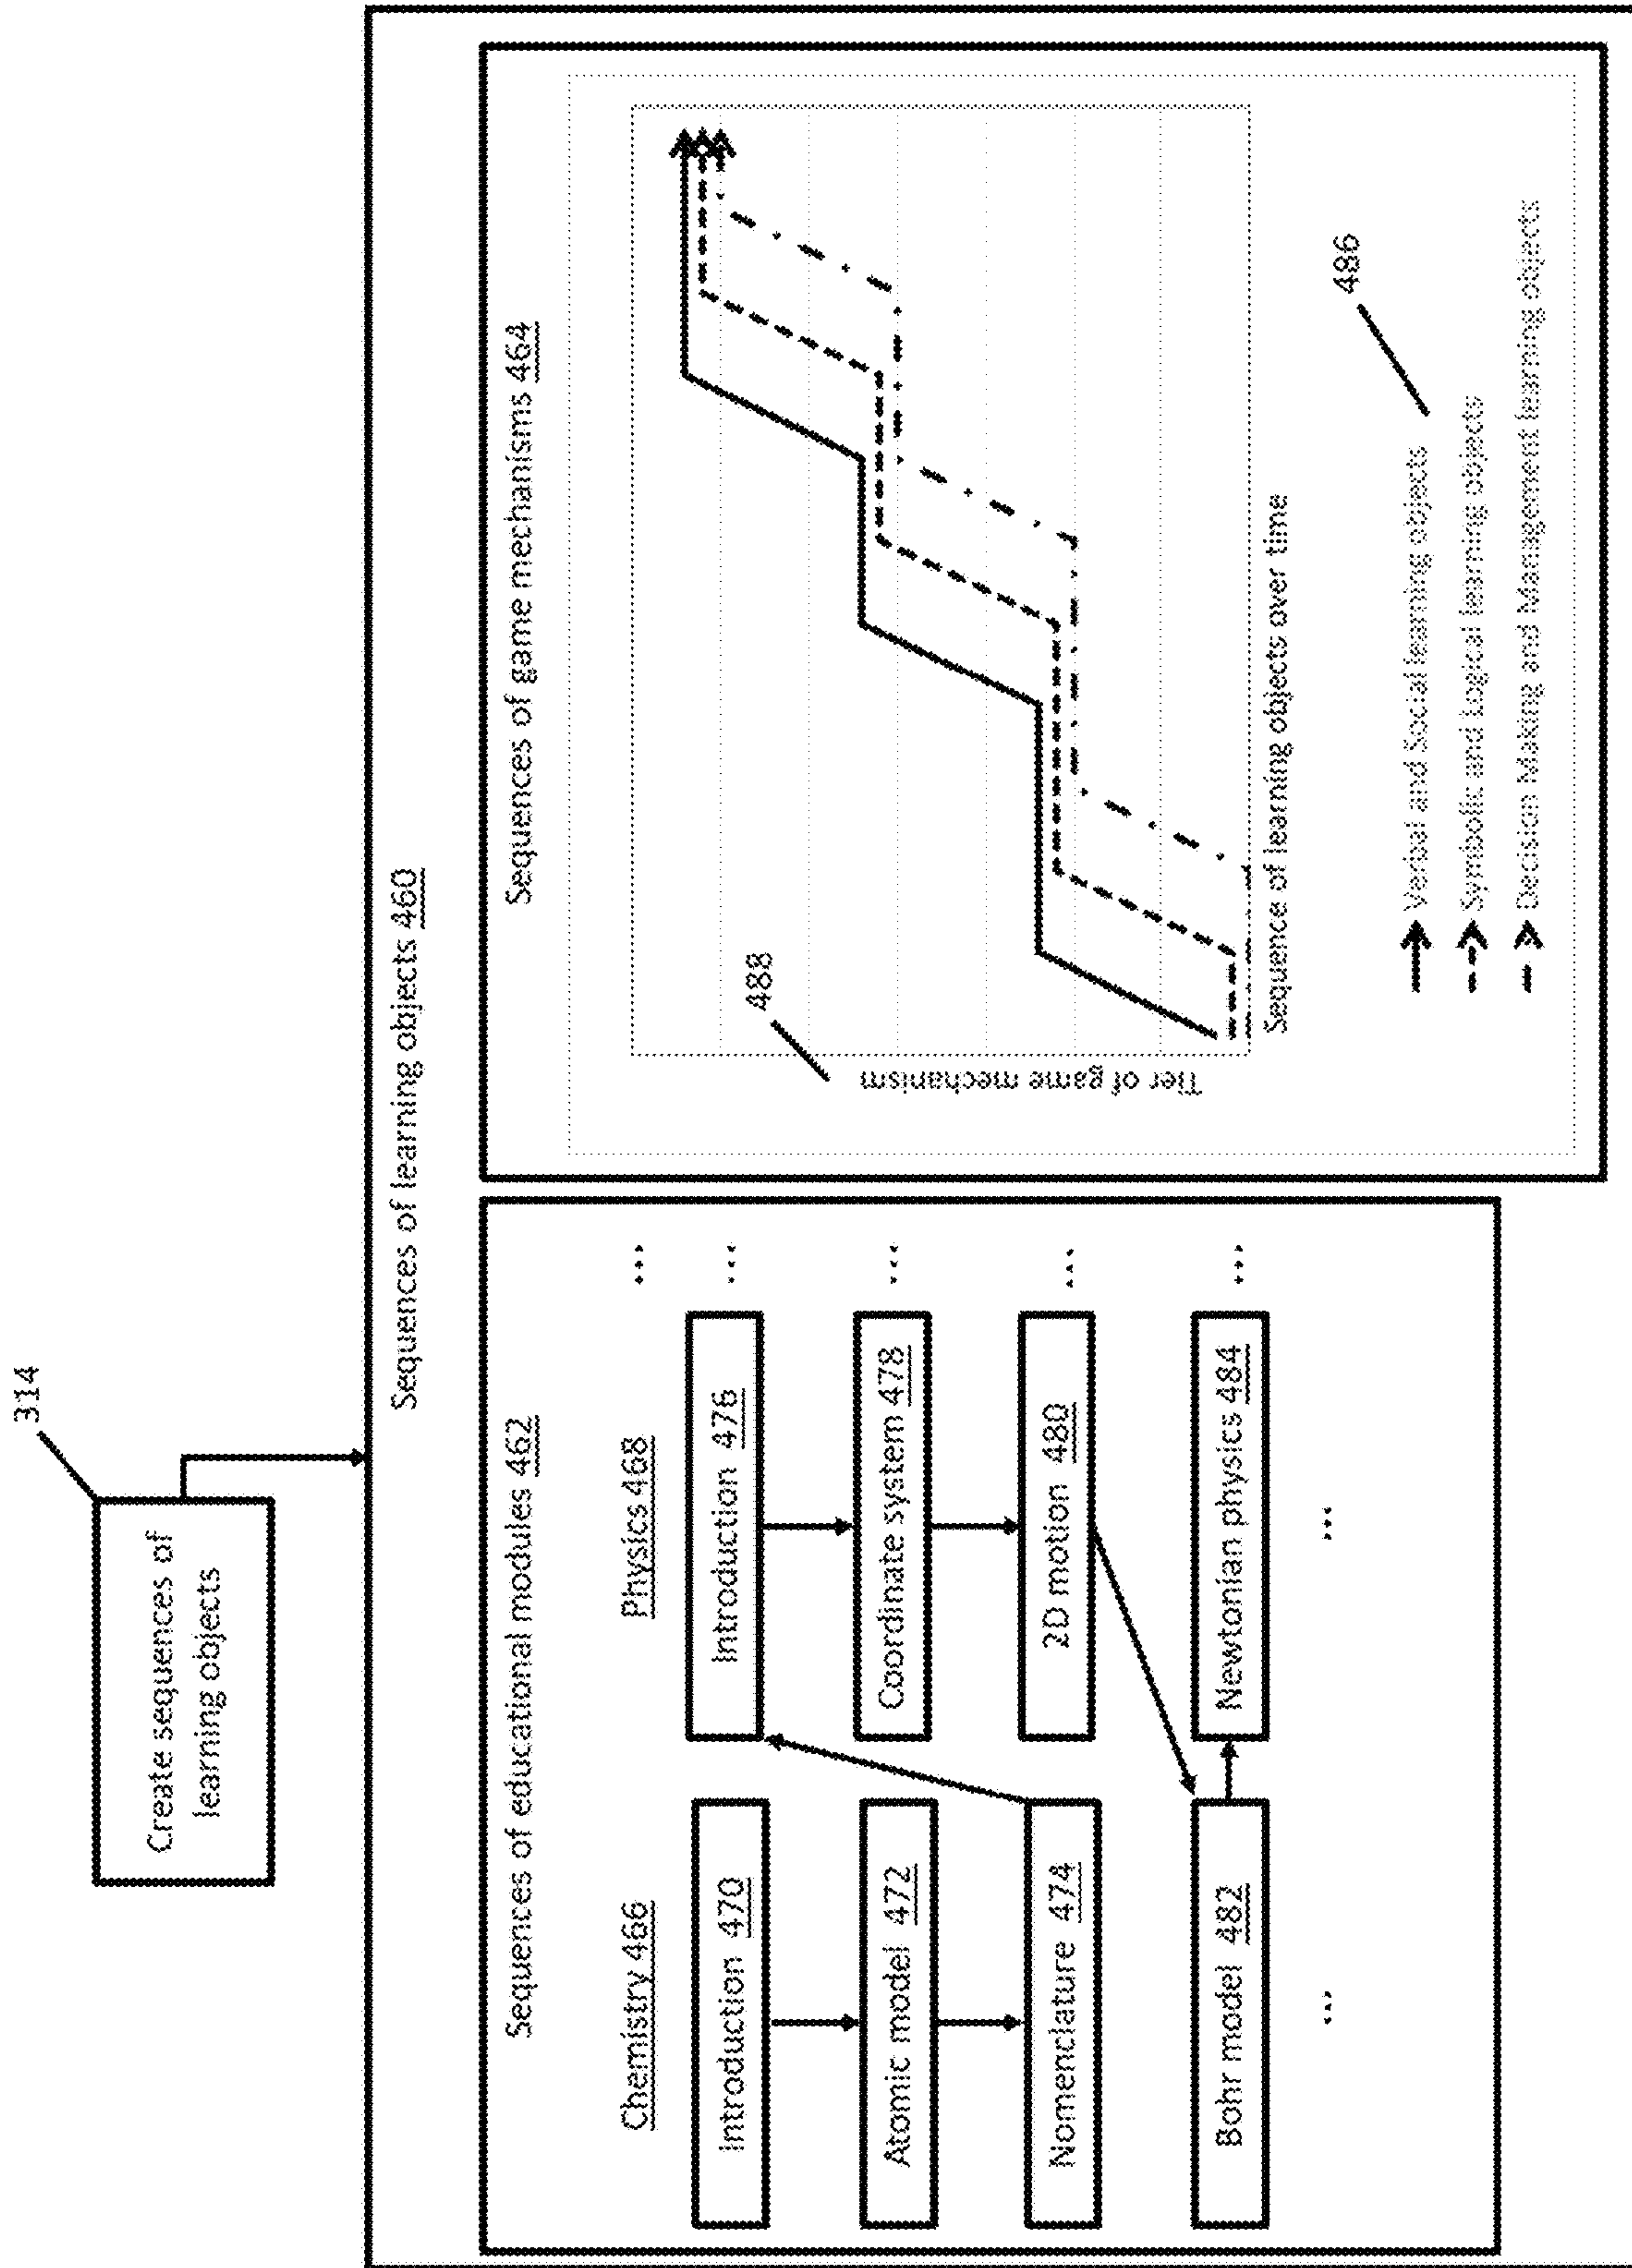 314
Create sequences of
learning objects
Sequences of learning objects 460
Sequences of educational modules 462
Chemistry 466
Physics 468
...
Introduction 470
Introduction 476
...
Atomic model 472
Coordinate system 478
...
Nomenclature 474
2D motion 480
...
Bohr model 482
Newtonian physics 484
...
...
...
Sequences of game mechanisms 464
488
Tier of game mechanism
Sequence of learning objects over time
486
Verbal and Social learning objects
Symbolic and Logical learning objects
Decision Making and Management learning objects